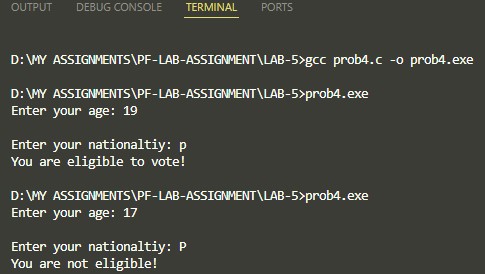 OUTPUT DEBUG CONSOLE TERMINAL PORTS
D:\MY ASSIGNMENTS\PF-LAB-ASSIGNMENT\LAB-5>gcc prob4.c -o prob4.exe
D:\MY ASSIGNMENTS\PF-LAB-ASSIGNMENT\LAB-5>prob4.exe
Enter your age: 19
Enter your nationaltiy: p
You are eligible to vote!
D:\MY ASSIGNMENTS\PF-LAB-ASSIGNMENT\LAB-5>prob4.exe
Enter your age: 17
Enter your nationaltiy: P
You are not eligible!